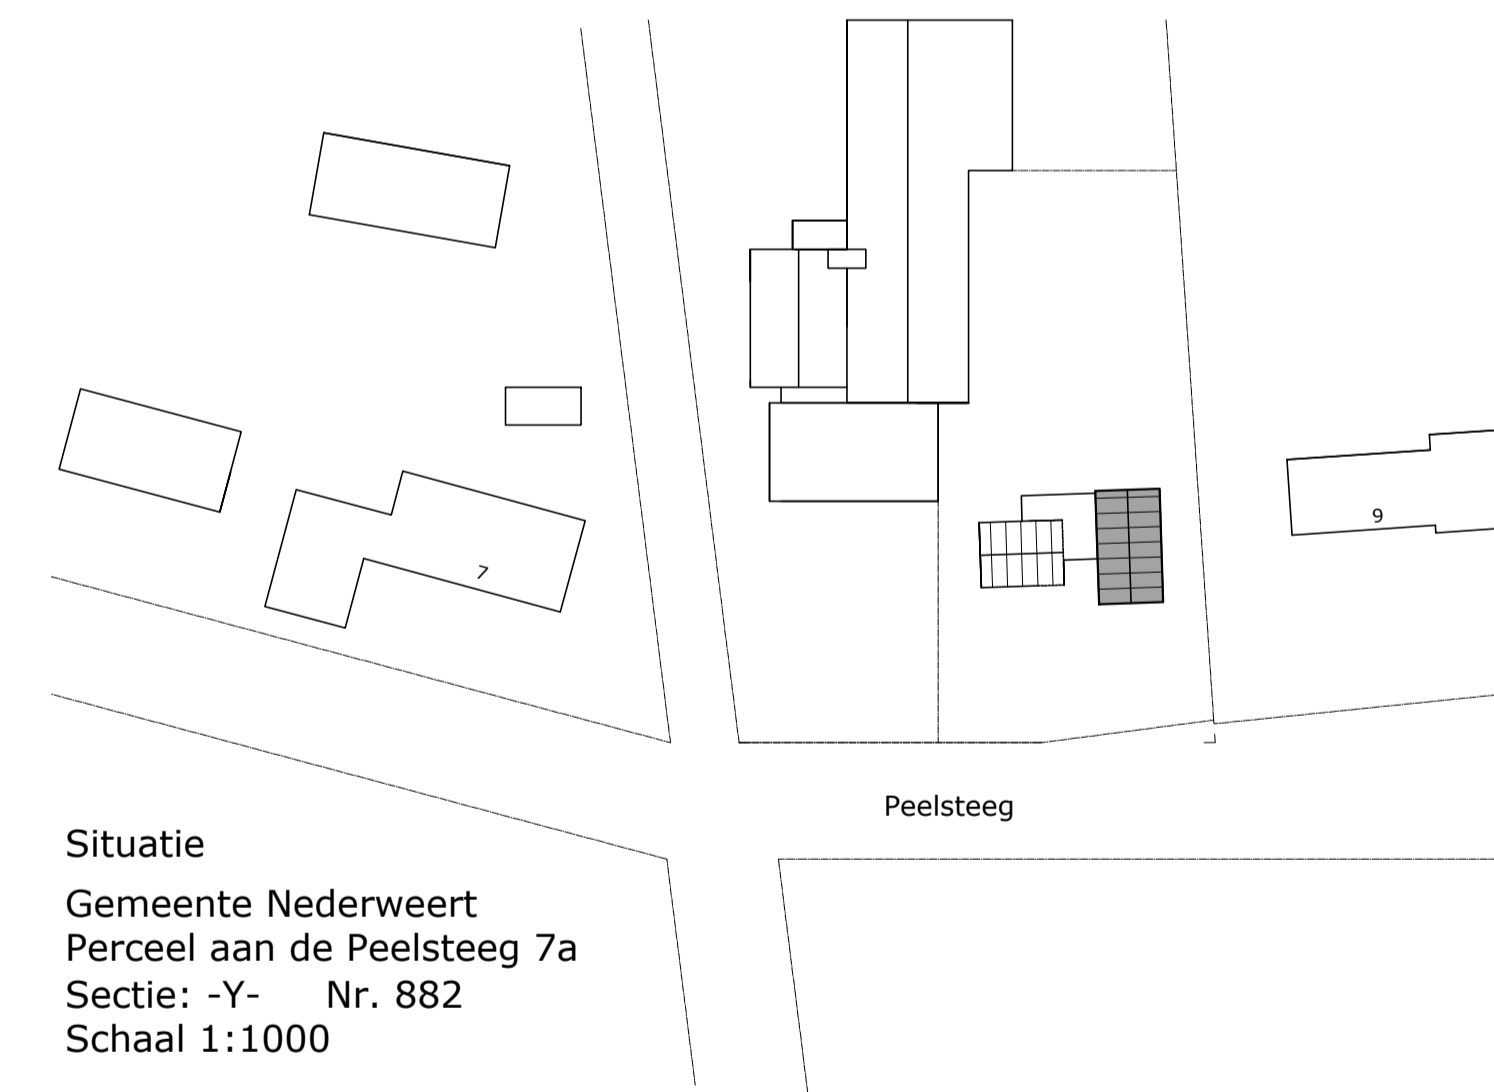 7
9
Peelsteeg
Situatie
Gemeente Nederweert
Perceel aan de Peelsteeg 7a
Sectie: -Y- Nr. 882
Schaal 1:1000